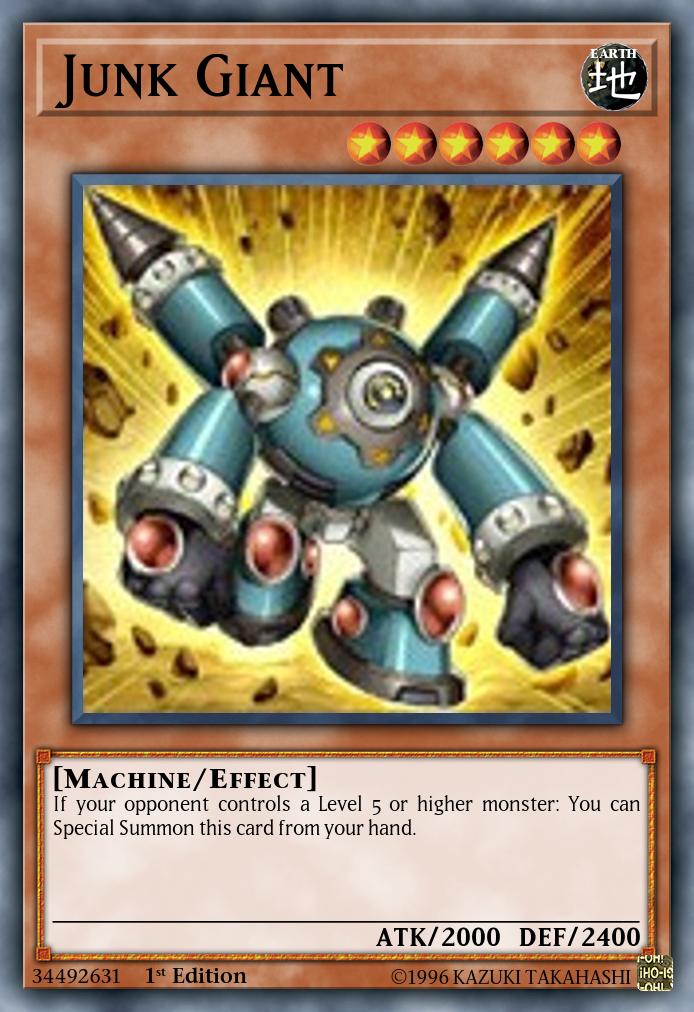 JUNK GIANT
EARTH
地
[MACHINE/EFFECT]
If your opponent controls a Level 5 or higher monster: You can
Special Summon this card from your hand.
ATK/2000 DEF/2400
34492631 1st Edition ©1996 KAZUKI TAKAHASHI